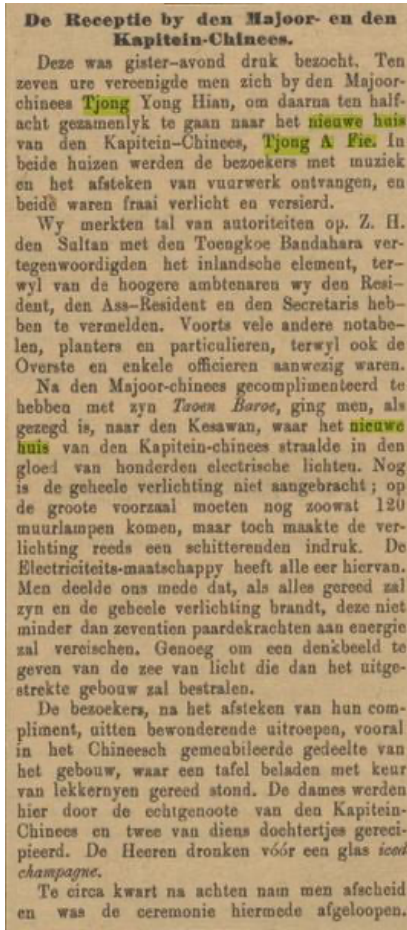 De Receptie by den Majoor- en den
Kapitein-Chinees.
Deze was gister-avond druk bezocht. Ten
zeven ure vereenigde men zich by den Majoor-
chinees Tjong Yong Hian, om daarna ten half-
acht gezamenlyk te gaan naar het nieuwe huis
van den Kapitein-Chinees, Tjong A Fie. In
beide huizen werden de bezoekers met muziek
en het afsteken van vuurwerk ontvangen, en
beide waren fraai verlicht en versierd.
Wy merkten tal van autoriteiten op. Z. H.
den Sultan met den Toengkoe Bandahara ver-
tegenwoordigden het inlandsche element, ter-
wyl van de hoogere ambtenaren wy den Resi-
dent, den Ass-Resident en den Secretaris heb-
ben te vermelden. Voorts vele andere notabe-
len, planters en particulieren, terwyl ook de
Overste en enkele officieren aanwezig waren.
Na den Majoor-chinees gecomplimenteerd te
hebben met zyn Taoen Baroe, ging men, als
gezegd is, naar den Kesawan, waar het nieuwe
huis van den Kapitein-chinees straalde in den
gloed van honderden electrische lichten. Nog
is de geheele verlichting niet aangebracht; op
de groote voorzaal moeten nog zoowat 120
muurlampen komen, maar toch maakte de ver-
lichting reeds een schitterenden indruk. De
Electriciteits-maatschappy heeft alle eer hiervan.
Men deelde ons mede dat, als alles gereed zal
zyn en de geheele verlichting brandt, deze niet
minder dan zeventien paardekrachten aan energie
zal vereischen. Genoeg om een denkbeeld te
geven van de zee van licht die dan het uitge-
strekte gebouw zal bestralen.
De bezoekers, na het afsteken van hun com-
pliment, uitten bewonderende uitroepen, vooral
in het Chineesch gemeubileerde gedeelte van
het gebouw, waar een tafel beladen met keur
van lekkernyen gereed stond. De dames werden
hier door de echtgenoote van den Kapitein-
Chinees en twee van diens dochtertjes gereci-
pieerd. De Heeren dronken vóór een glas iced
champagne.
Te circa kwart na achten nam men afscheid
en was de ceremonie hiermede afgeloopen.